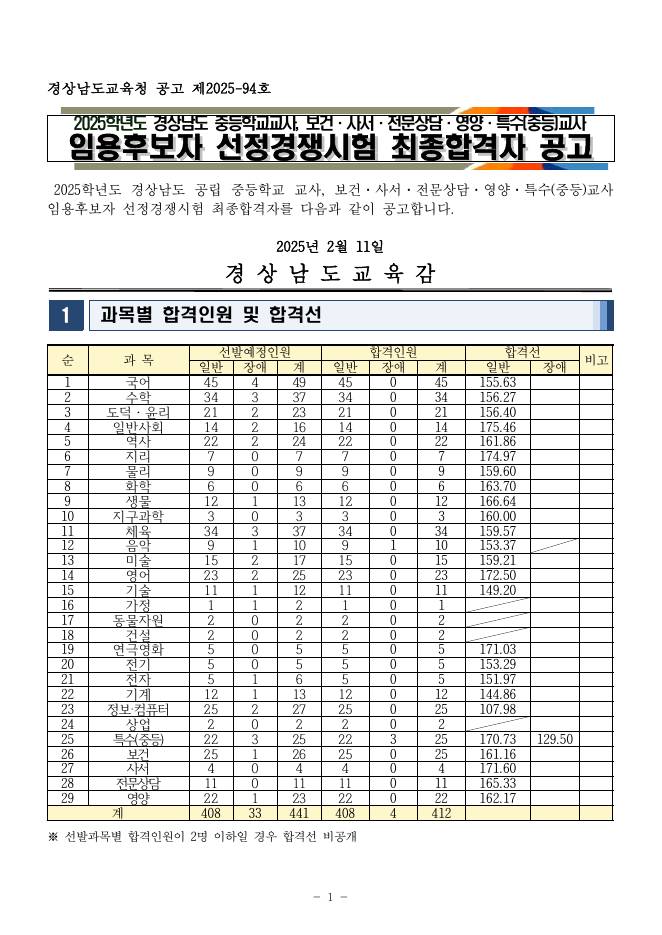 경상남도교육청 공고 제2025-94호
2025학년도 경상남도 중등학교교사, 보건·사서·전문상담·영양·특수(중등)교사
임용후보자 선정경쟁시험 최종합격자 공고
2025학년도 경상남도 공립 중등학교 교사, 보건·사서·전문상담·영양·특수(중등)교사
임용후보자 선정경쟁시험 최종합격자를 다음과 같이 공고합니다.
2025년 2월 11일
경 상 남 도 교 육 감
1 과목별 합격인원 및 합격선
순 과 목 선발예정인원 합격인원 합격선 비고
일반 장애 계 일반 장애 계 일반 장애
1 국어 45 4 49 45 0 45 155.63
2 수학 34 3 37 34 0 34 156.27
3 도덕·윤리 21 2 23 21 0 21 156.40
4 일반사회 14 2 16 14 0 14 175.46
5 역사 22 2 24 22 0 22 161.86
6 지리 7 0 7 7 0 7 174.97
7 물리 9 0 9 9 0 9 159.60
8 화학 6 0 6 6 0 6 163.70
9 생물 12 1 13 12 0 12 166.64
10 지구과학 3 0 3 3 0 3 160.00
11 체육 34 3 37 34 0 34 159.57
12 음악 9 1 10 9 1 10 153.37
13 미술 15 2 17 15 0 15 159.21
14 영어 23 2 25 23 0 23 172.50
15 기술 11 1 12 11 0 11 149.20
16 가정 1 1 2 1 0 1
17 동물자원 2 0 2 2 0 2
18 건설 2 0 2 2 0 2
19 연극영화 5 0 5 5 0 5 171.03
20 전기 5 0 5 5 0 5 153.29
21 전자 5 1 6 5 0 5 151.97
22 기계 12 1 13 12 0 12 144.86
23 정보·컴퓨터 25 2 27 25 0 25 107.98
24 상업 2 0 2 2 0 2
25 특수(중등) 22 3 25 22 3 25 170.73 129.50
26 보건 25 1 26 25 0 25 161.16
27 사서 4 0 4 4 0 4 171.60
28 전문상담 11 0 11 11 0 11 165.33
29 영양 22 1 23 22 0 22 162.17
계 408 33 441 408 4 412
※ 선발과목별 합격인원이 2명 이하일 경우 합격선 비공개
- 1 -